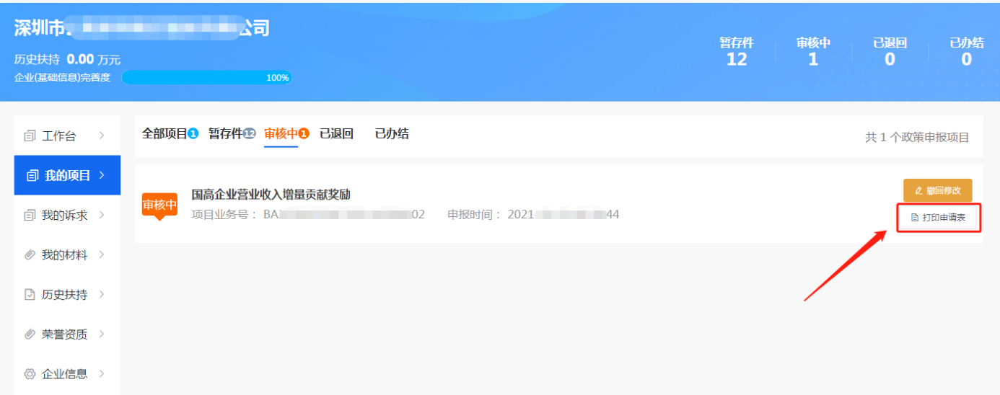 深圳市 公司
历史扶持 0.00 万元
企业(基础信息)完善度 100%
暂存件 审核中 已退回 已办结
12 1 0 0
工作台
我的项目
我的诉求
我的材料
历史扶持
荣誉资质
企业信息
全部项目1 暂存件12 审核中1 已退回 已办结
共 1 个政策申报项目
审核中
国高企业营业收入增量贡献奖励
项目业务号： BA 02 申报时间： 2021 44
撤回修改
打印申请表